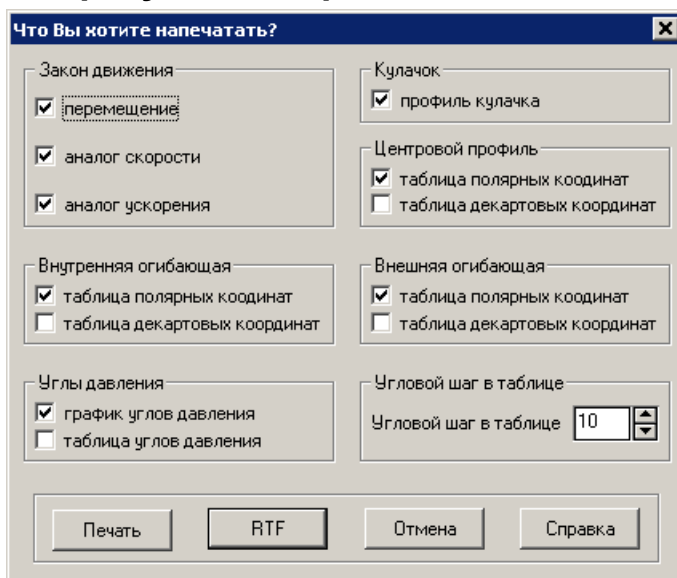 Что Вы хотите напечатать?
Закон движения
перемещение
аналог скорости
аналог ускорения
Кулачок
профиль кулачка
Центровой профиль
таблица полярных коодинат
таблица декартовых координат
Внутренняя огибающая
таблица полярных коодинат
таблица декартовых координат
Внешняя огибающая
таблица полярных коодинат
таблица декартовых координат
Углы давления
график углов давления
таблица углов давления
Угловой шаг в таблице
Угловой шаг в таблице 10
Печать RTF Отмена Справка